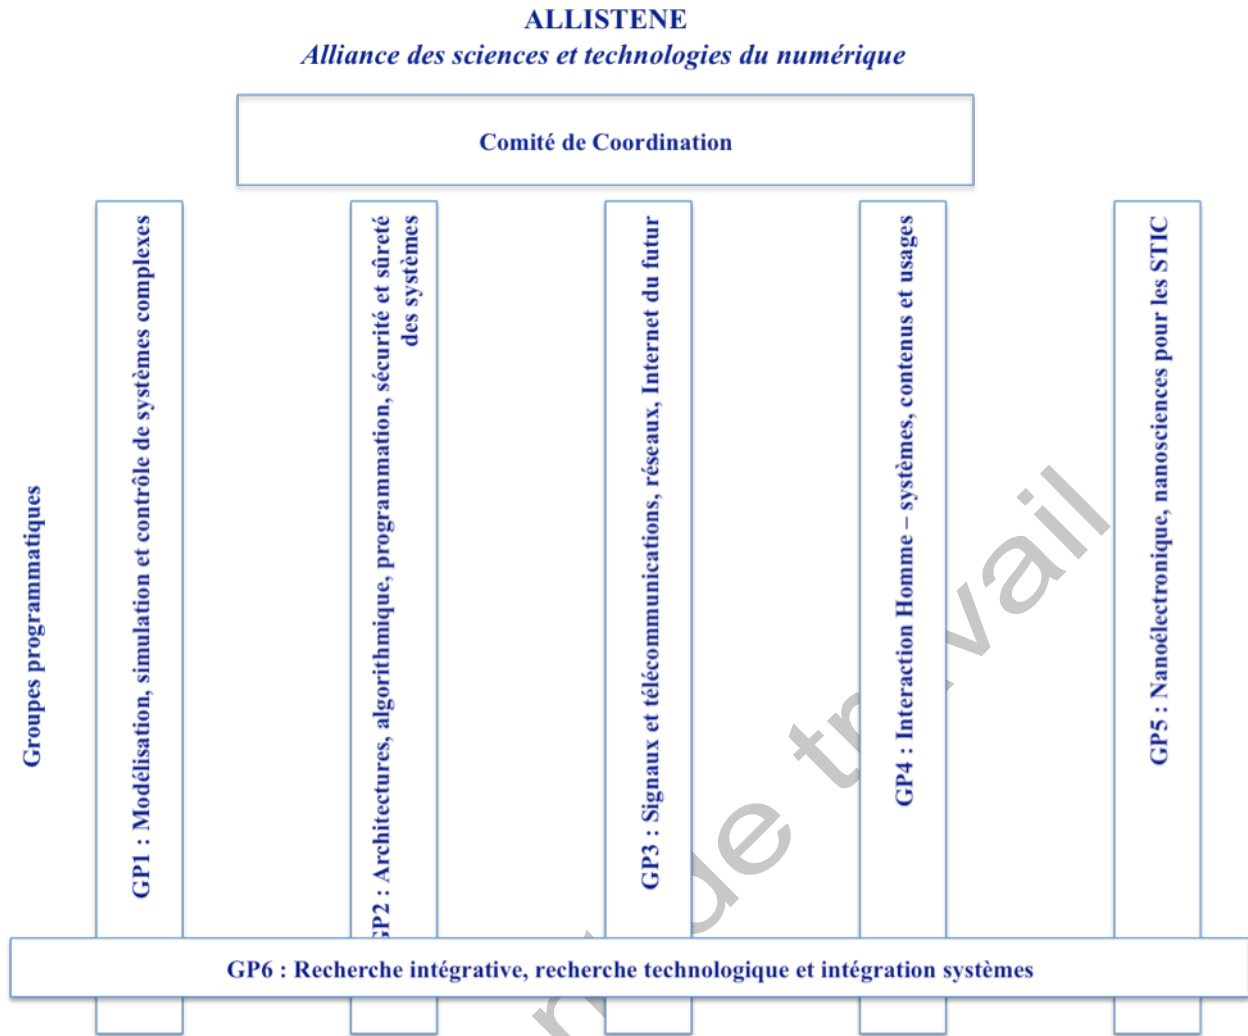 ALLISTENE
Alliance des sciences et technologies du numérique
Comité de Coordination
Groupes programmatiques
GP1 : Modélisation, simulation et contrôle de systèmes complexes
GP2 : Architectures, algorithmique, programmation, sécurité et sûreté
des systèmes
GP3 : Signaux et télécommunications, réseaux, Internet du futur
GP4 : Interaction Homme – systèmes, contenus et usages
GP5 : Nanoélectronique, nanosciences pour les STIC
GP6 : Recherche intégrative, recherche technologique et intégration systèmes
de travail